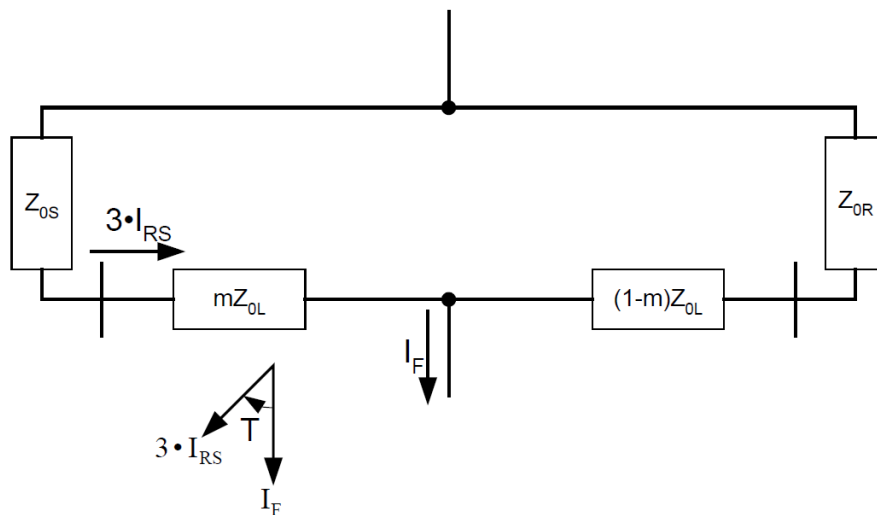 Z0S
3•IRS
mZ0L
(1-m)Z0L
Z0R
IF
T
3 • IRS
IF